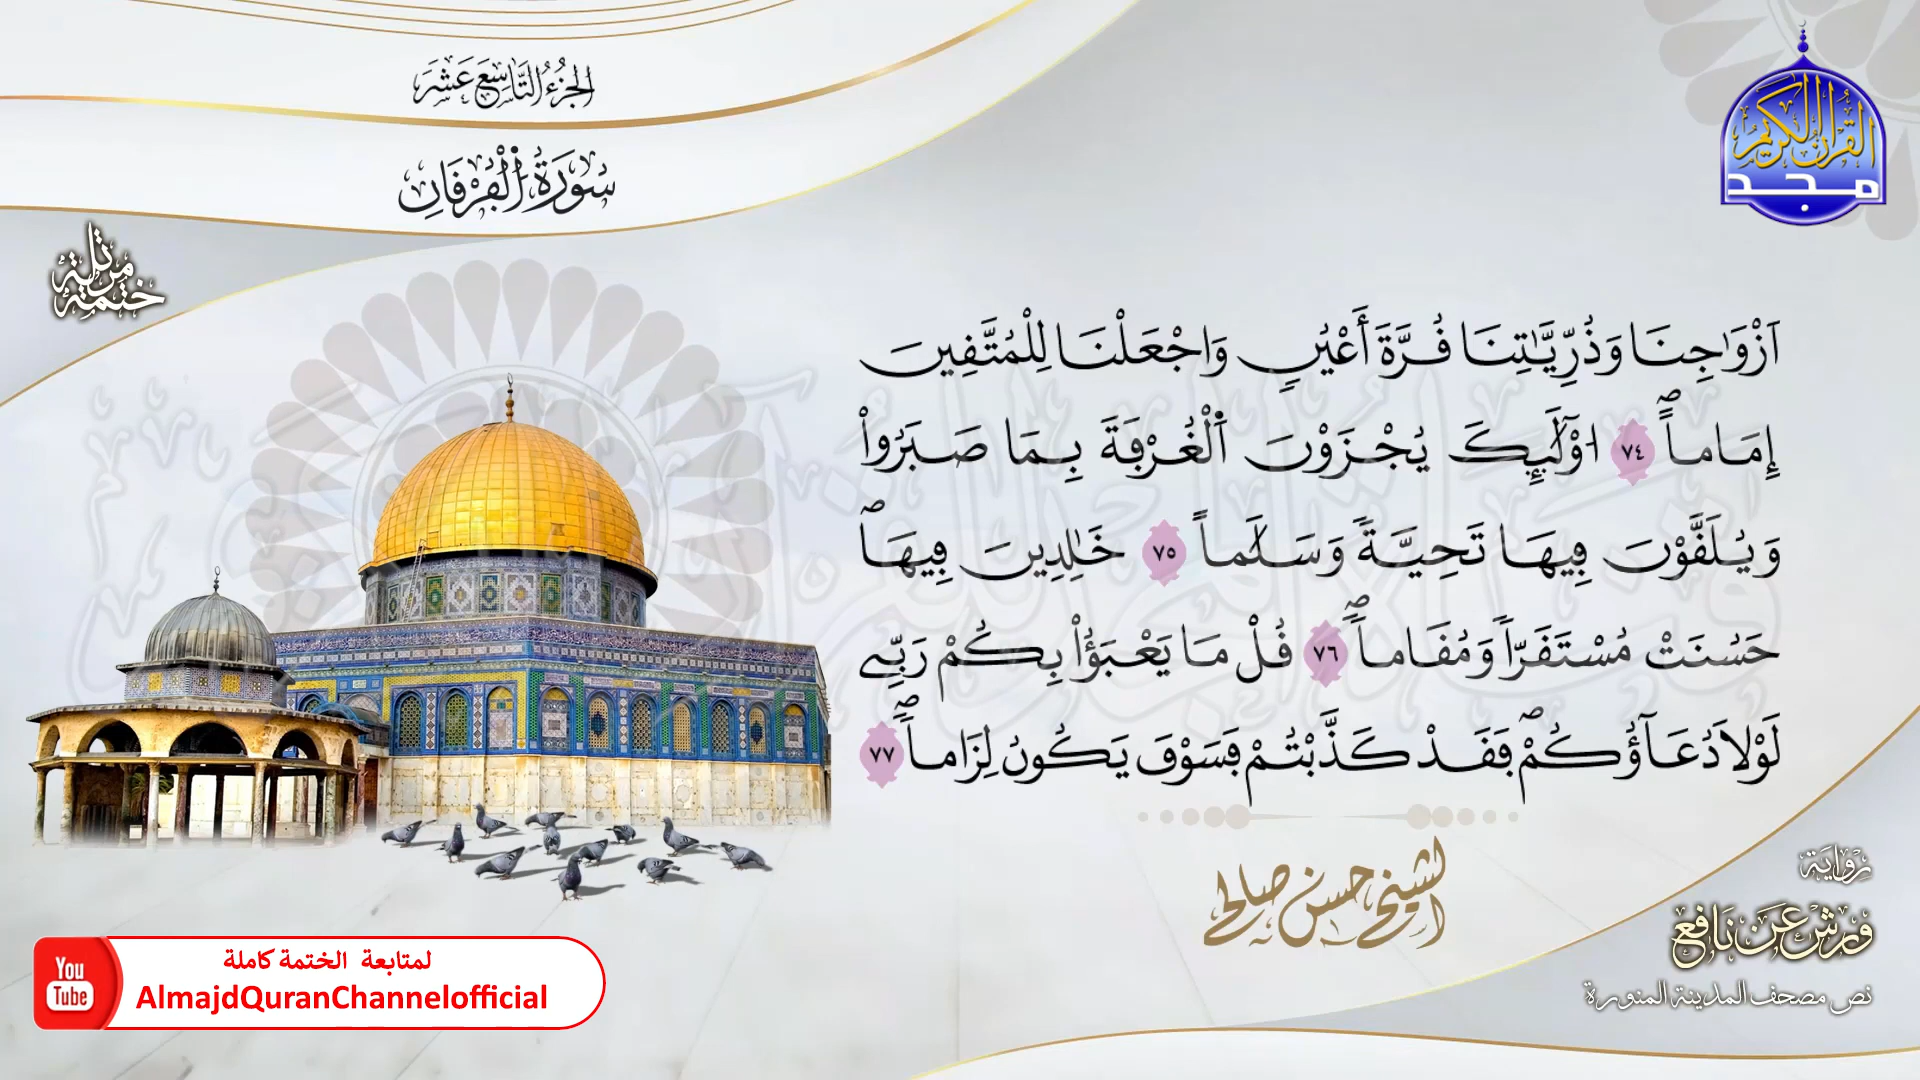 الجزء التاسع عشر
سورة الفرقان
القرآن الكريم
مجد
ختمة مرتلة
اَزْوَٰجِنَا وَذُرِّيَّٰتِنَا قُرَّةَ أَعْيُنٖ وَاجْعَلْنَا لِلْمُتَّقِينَ
إِمَاماًۖ ٧٤ ا۟وْلَٰٓئِكَ يُجْزَوْنَ اَ۬لْغُرْفَةَ بِمَا صَبَرُواْ
وَيُلَقَّوْنَ فِيهَا تَحِيَّةٗ وَسَلَٰماً ٧٥ خَٰلِدِينَ فِيهَاۖ
حَسُنَتْ مُسْتَقَرّاٗ وَمُقَاماٗۖ ٧٦ قُلْ مَا يَعْبَؤُاْ بِكُمْ رَبِّے
لَوْلَا دُعَآؤُكُمْۖ فَقَدْ كَذَّبْتُمْ فَسَوْفَ يَكُونُ لِزَاماٗۖ ٧٧
الشيخ حسن صالح
رواية
ورش عن نافع
نص مصحف المدينة المنورة
You
Tube
لمتابعة الختمة كاملة
AlmajdQuranChannelofficial